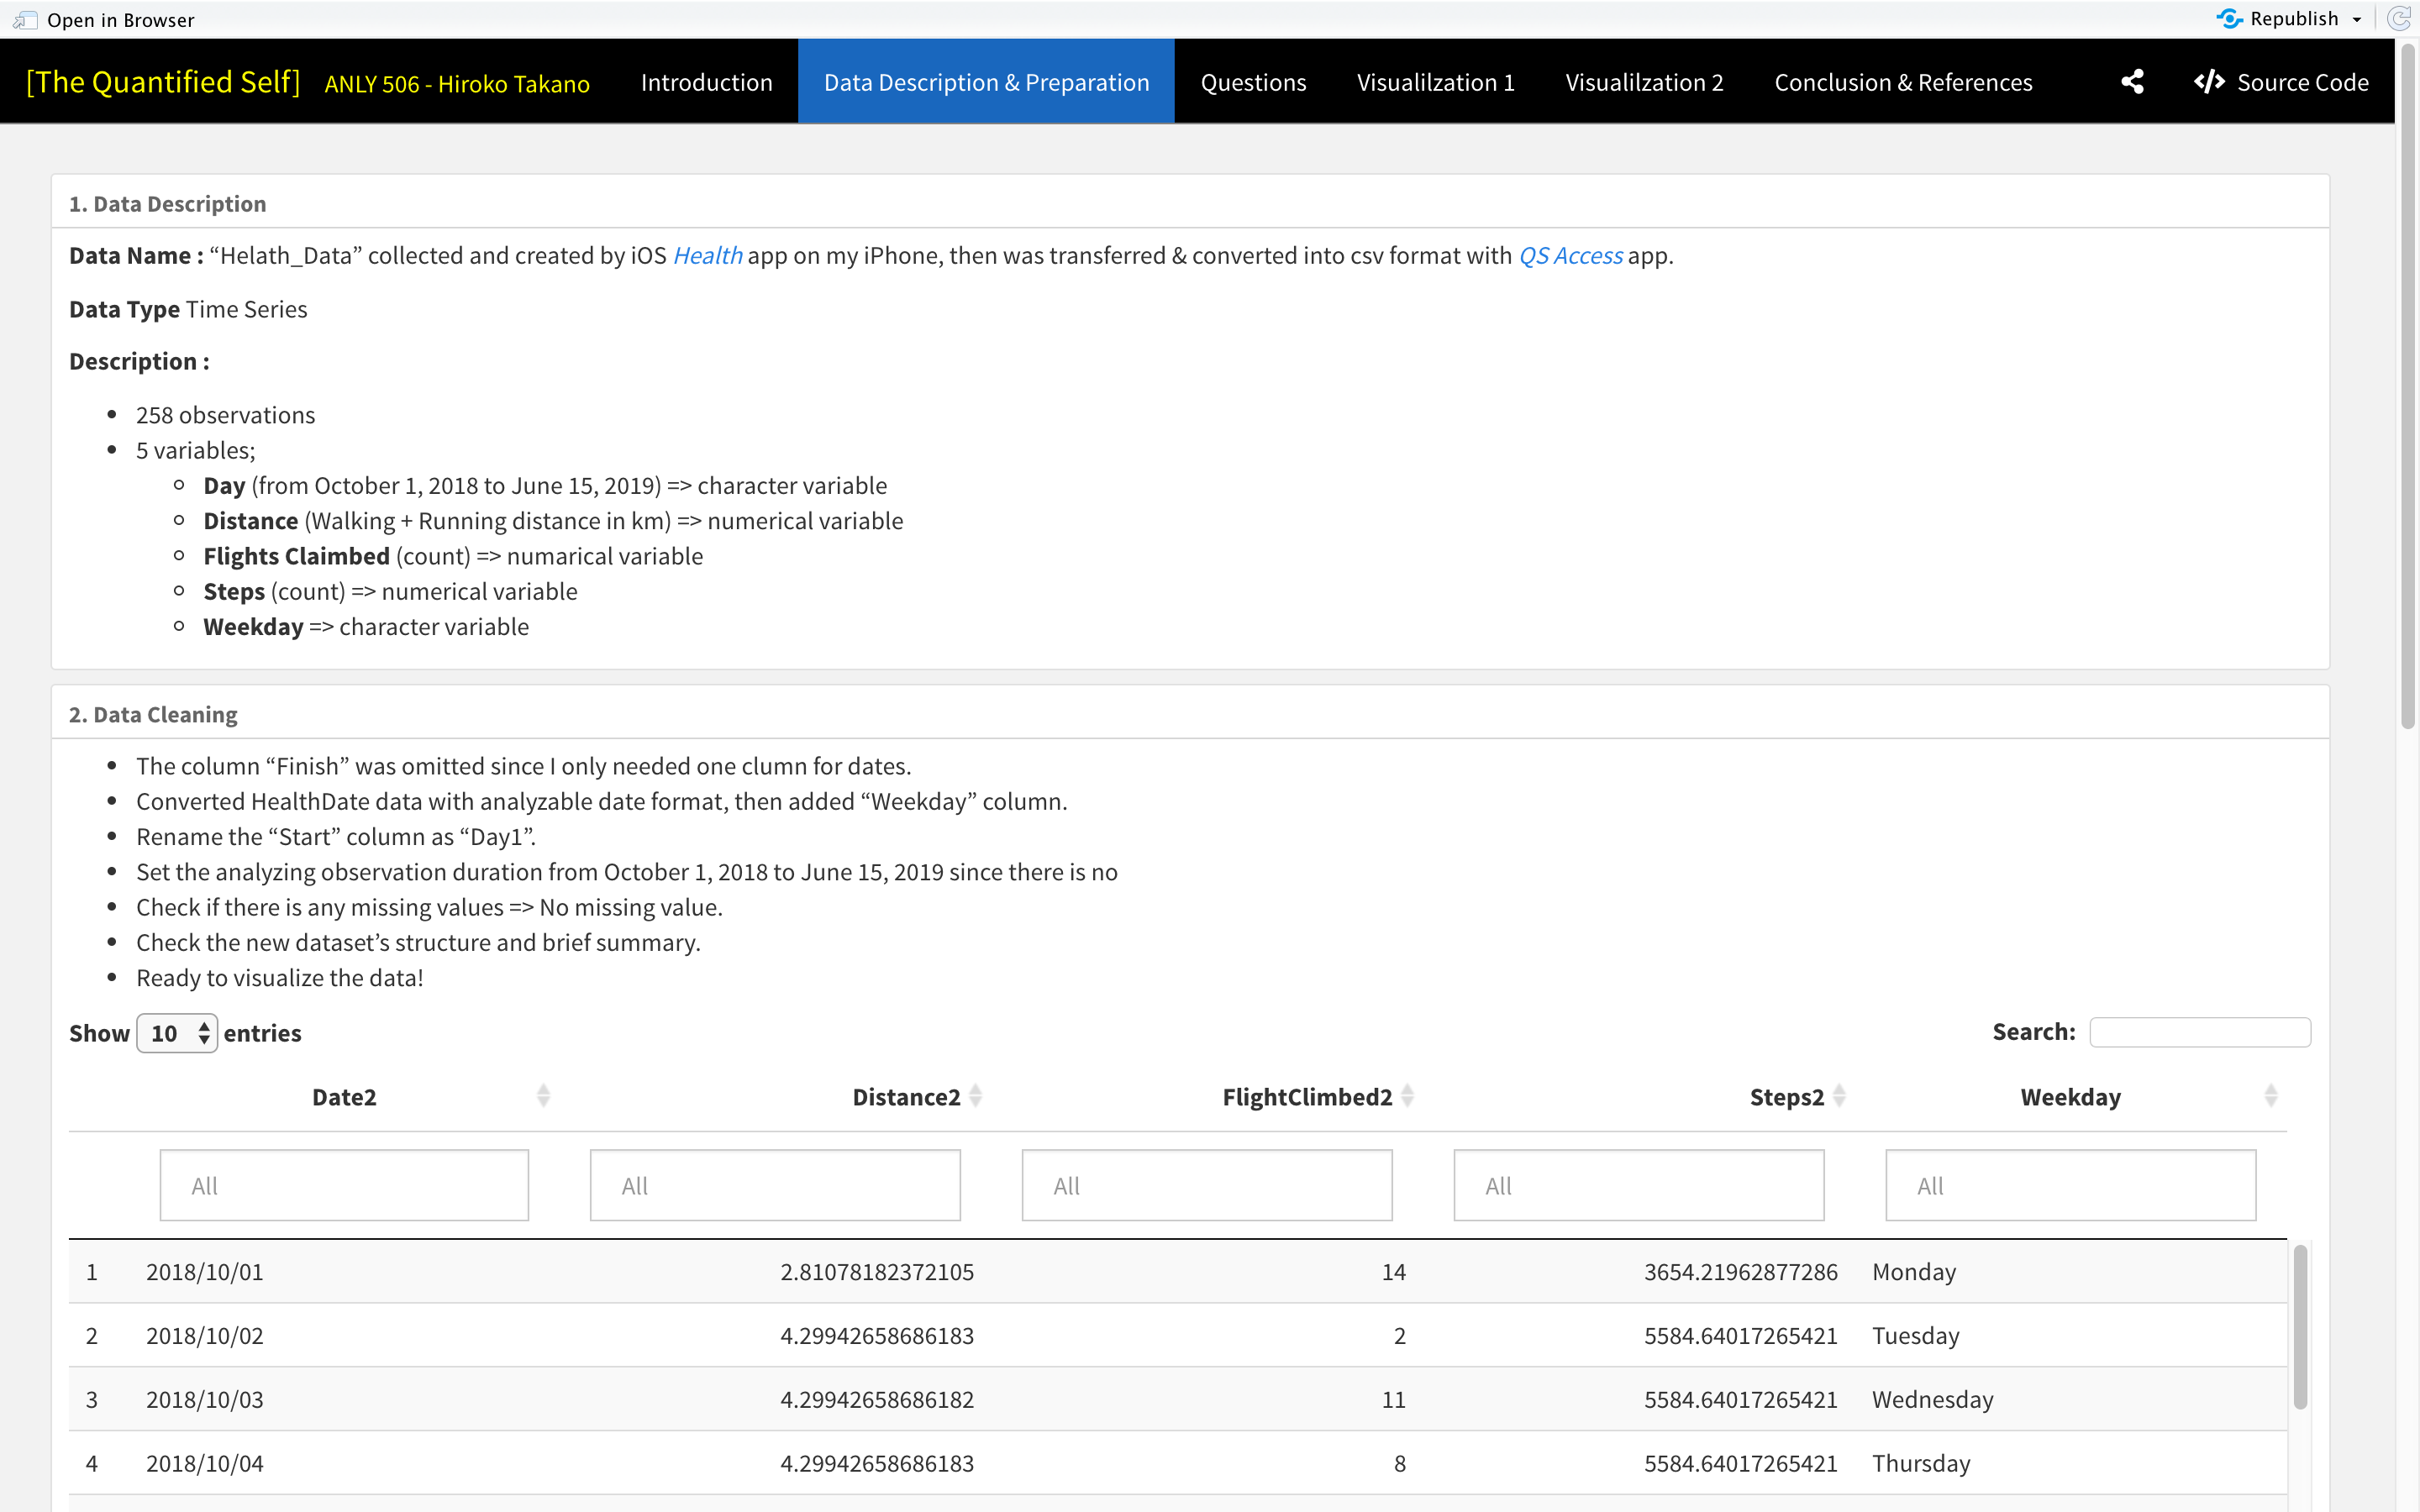 Open in Browser
Republish
[The Quantified Self] ANLY 506 - Hiroko Takano Introduction Data Description & Preparation Questions Visualilzation 1 Visualilzation 2 Conclusion & References Source Code
1. Data Description
Data Name : “Helath_Data” collected and created by iOS Health app on my iPhone, then was transferred & converted into csv format with QS Access app.
Data Type Time Series
Description :
258 observations
5 variables;
Day (from October 1, 2018 to June 15, 2019) => character variable
Distance (Walking + Running distance in km) => numerical variable
Flights Claimbed (count) => numarical variable
Steps (count) => numerical variable
Weekday => character variable
2. Data Cleaning
The column “Finish” was omitted since I only needed one clumn for dates.
Converted HealthDate data with analyzable date format, then added “Weekday” column.
Rename the “Start” column as “Day1”.
Set the analyzing observation duration from October 1, 2018 to June 15, 2019 since there is no
Check if there is any missing values => No missing value.
Check the new dataset’s structure and brief summary.
Ready to visualize the data!
Show 10 entries Search:
Date2 Distance2 FlightClimbed2 Steps2 Weekday
All All All All All
1 2018/10/01 2.81078182372105 14 3654.21962877286 Monday
2 2018/10/02 4.29942658686183 2 5584.64017265421 Tuesday
3 2018/10/03 4.29942658686182 11 5584.64017265421 Wednesday
4 2018/10/04 4.29942658686183 8 5584.64017265421 Thursday